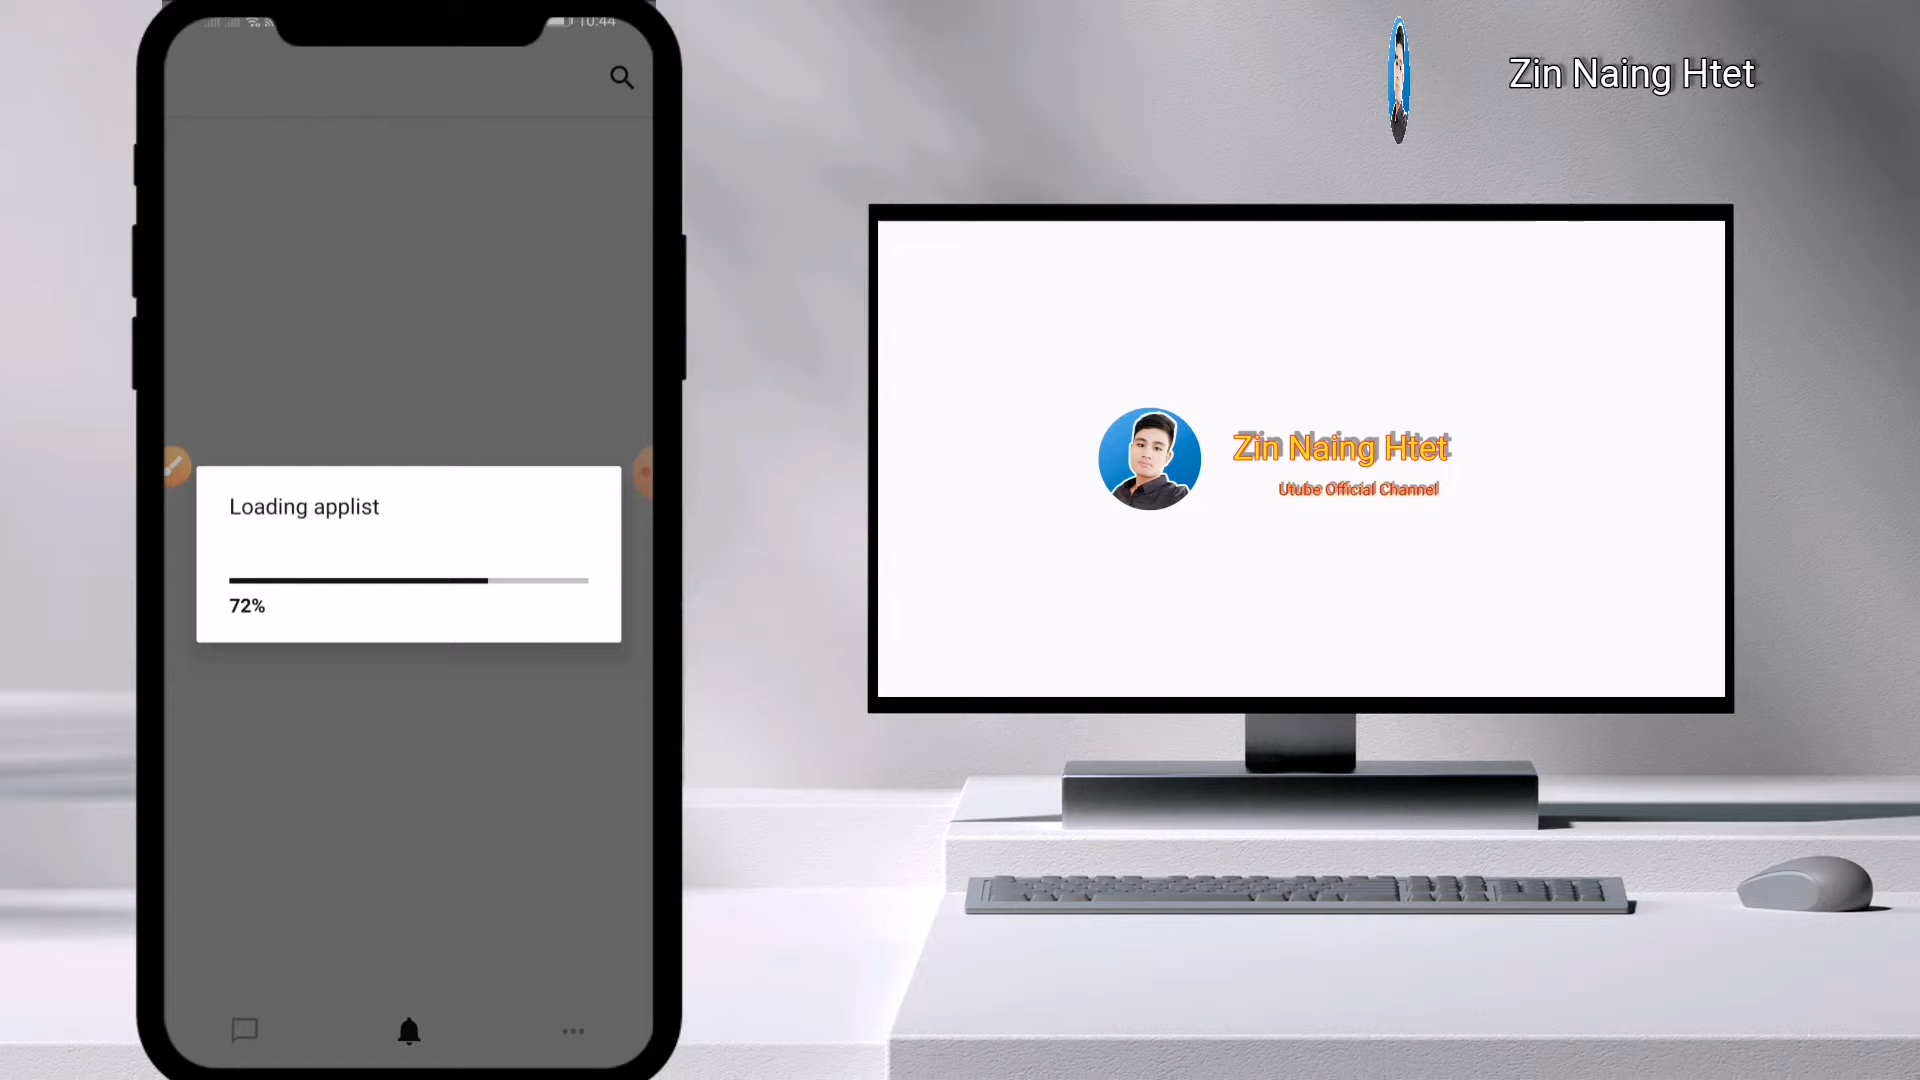 10:44
Zin Naing Htet
Zin Naing Htet
Utube Official Channel
Loading applist
72%